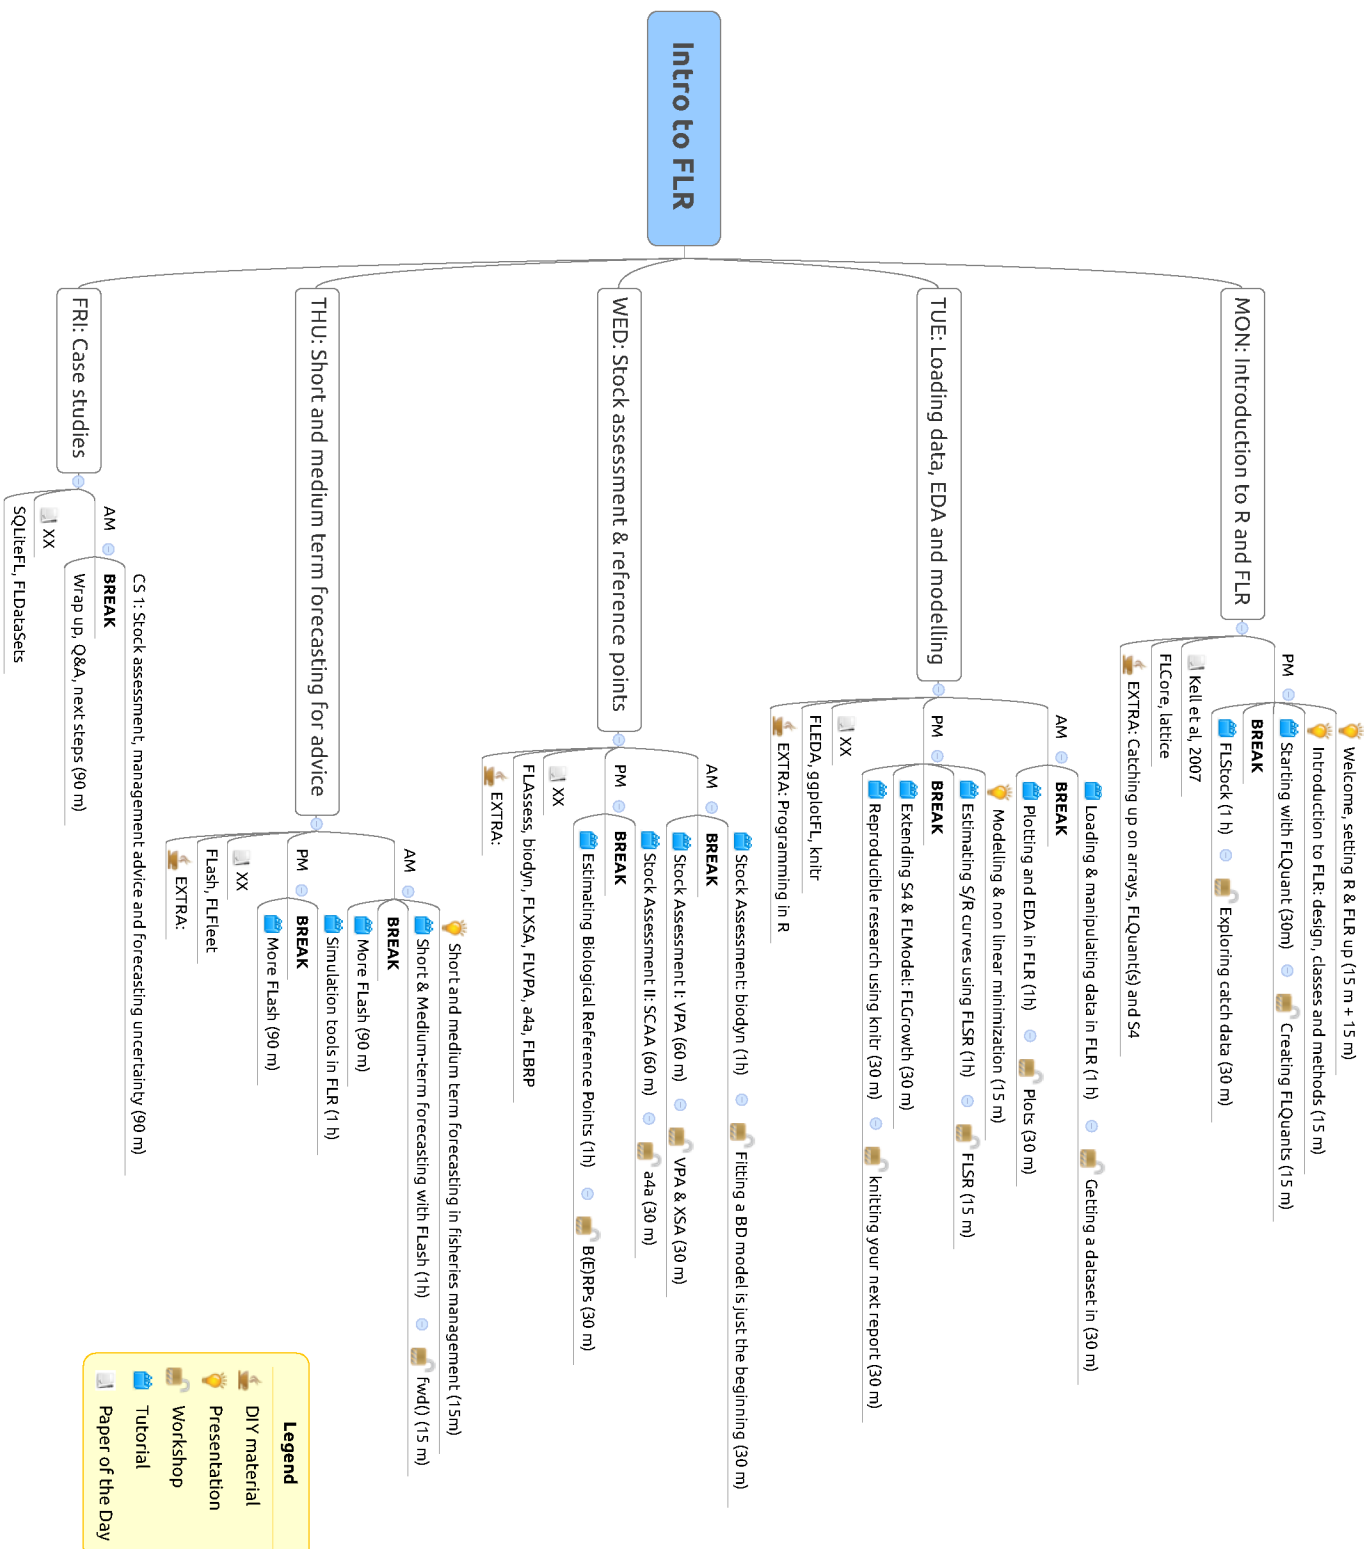 Intro to FLR
MON: Introduction to R and FLR
PM
Welcome, setting R & FLR up (15 m + 15 m)
Introduction to FLR: design, classes and methods (15 m)
Starting with FLQuant (30m)
Creating FLQuants (15 m)
BREAK
FLStock (1 h)
Exploring catch data (30 m)
Kell et al, 2007
FLCore, lattice
EXTRA: Catching up on arrays, FLQuant(s) and S4
TUE: Loading data, EDA and modelling
AM
Loading & manipulating data in FLR (1 h)
Getting a dataset in (30 m)
BREAK
Plotting and EDA in FLR (1h)
Plots (30 m)
PM
Modelling & non linear minimization (15 m)
Estimating S/R curves using FLSR (1h)
FLSR (15 m)
BREAK
Extending S4 & FLModel: FLGrowth (30 m)
Reproducible research using knitr (30 m)
knitting your next report (30 m)
XX
FLEDA, ggplotFL, knitr
EXTRA: Programming in R
WED: Stock assessment & reference points
AM
Stock Assessment: biodyn (1h)
Fitting a BD model is just the beginning (30 m)
BREAK
Stock Assessment I: VPA (60 m)
VPA & XSA (30 m)
PM
Stock Assessment II: SCAA (60 m)
a4a (30 m)
BREAK
Estimating Biological Reference Points (1h)
B(E)RPs (30 m)
XX
FLAssess, biodyn, FLXSA, FLVPA, a4a, FLBRP
EXTRA:
THU: Short and medium term forecasting for advice
AM
Short and medium term forecasting in fisheries management (15m)
Short & Medium-term forecasting with FLash (1h)
fwd() (15 m)
BREAK
More FLash (90 m)
PM
Simulation tools in FLR (1 h)
BREAK
More FLash (90 m)
XX
FLash, FLFleet
EXTRA:
FRI: Case studies
AM
CS 1: Stock assessment, management advice and forecasting uncertainty (90 m)
BREAK
Wrap up, Q&A, next steps (90 m)
XX
SQLiteFL, FLDataSets
Legend
DIY material
Presentation
Workshop
Tutorial
Paper of the Day